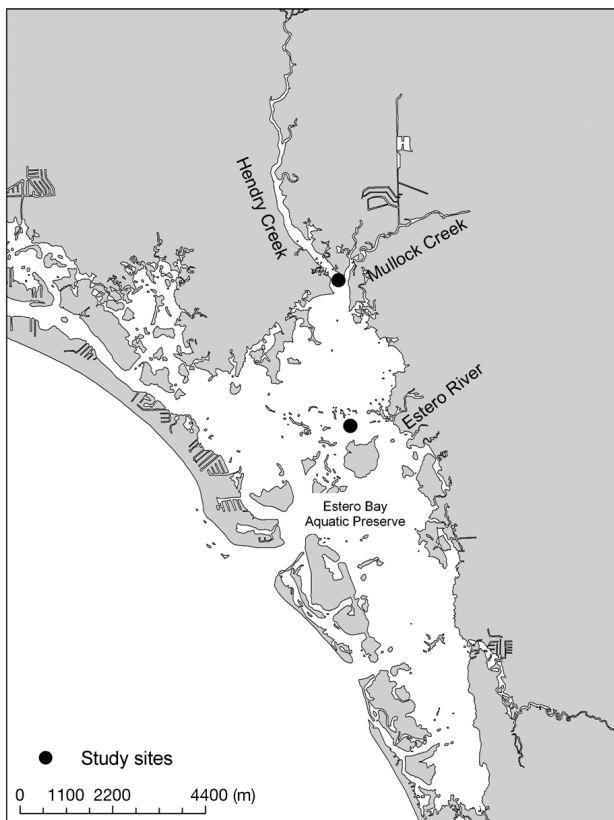 Hendry Creek
Mullock Creek
Estero River
Estero Bay
Aquatic Preserve
Study sites
0 1100 2200 4400 (m)